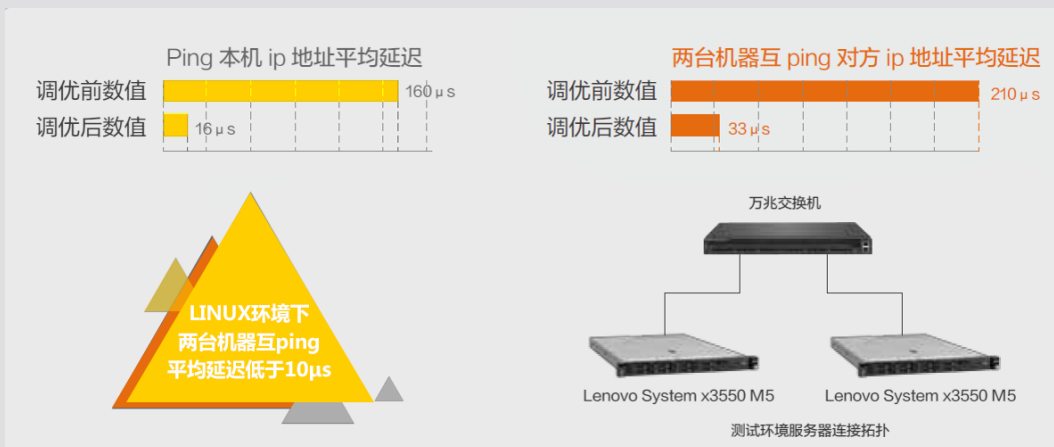 Ping 本机 ip 地址平均延迟
调优前数值 160μs
调优后数值 16μs
两台机器互 ping 对方 ip 地址平均延迟
调优前数值 210μs
调优后数值 33μs
LINUX环境下
两台机器互ping
平均延迟低于10μs
万兆交换机
Lenovo System x3550 M5
Lenovo System x3550 M5
测试环境服务器连接拓扑